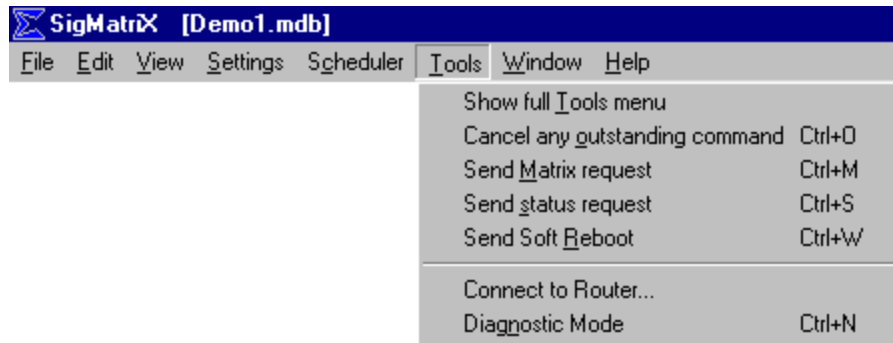 SigMatriX [Demo1.mdb]
File Edit View Settings Scheduler Tools Window Help
Show full Tools menu
Cancel any outstanding command Ctrl+O
Send Matrix request Ctrl+M
Send status request Ctrl+S
Send Soft Reboot Ctrl+W
Connect to Router...
Diagnostic Mode Ctrl+N